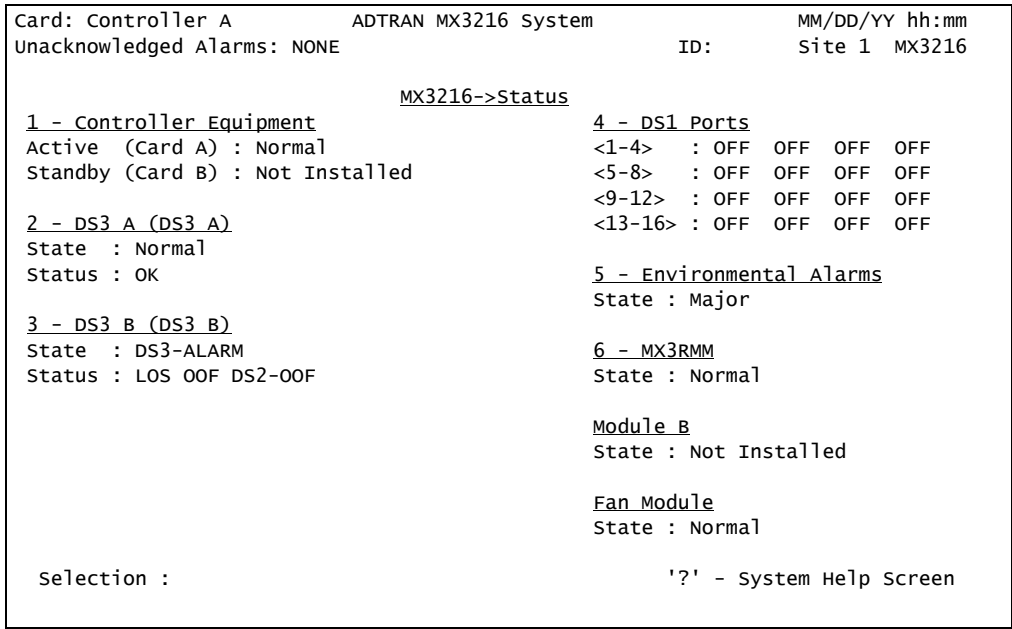 Card: Controller A ADTRAN MX3216 System MM/DD/YY hh:mm
Unacknowledged Alarms: NONE ID: Site 1 MX3216
MX3216->Status
1 - Controller Equipment
Active (Card A) : Normal
Standby (Card B) : Not Installed
2 - DS3 A (DS3 A)
State : Normal
Status : OK
3 - DS3 B (DS3 B)
State : DS3-ALARM
Status : LOS OOF DS2-OOF
4 - DS1 Ports
<1-4> : OFF OFF OFF OFF
<5-8> : OFF OFF OFF OFF
<9-12> : OFF OFF OFF OFF
<13-16> : OFF OFF OFF OFF
5 - Environmental Alarms
State : Major
6 - MX3RMM
State : Normal
Module B
State : Not Installed
Fan Module
State : Normal
Selection : '?' - System Help Screen